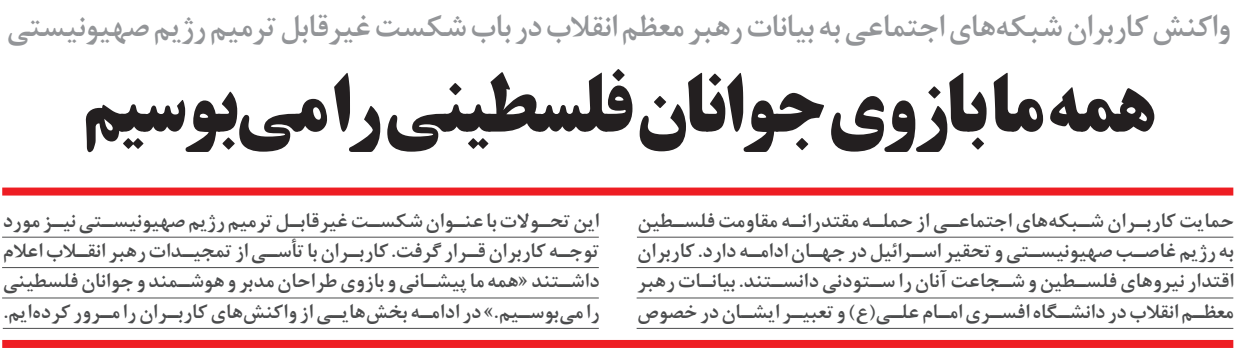 واکنش کاربران شبکه‌های اجتماعی به بیانات رهبر معظم انقلاب در باب شکست غیرقابل ترمیم رژیم صهیونیستی
همه ما بازوی جوانان فلسطینی را می‌بوسیم
حمایت کاربران شبکه‌های اجتماعی از حمله مقتدرانه مقاومت فلسطین
به رژیم غاصب صهیونیستی و تحقیر اسرائیل در جهان ادامه دارد. کاربران
اقتدار نیروهای فلسطین و شجاعت آنان را ستودنی دانستند. بیانات رهبر
معظم انقلاب در دانشگاه افسری امام علی(ع) و تعبیر ایشان در خصوص
این تحولات با عنوان شکست غیرقابل ترمیم رژیم صهیونیستی نیز مورد
توجه کاربران قرار گرفت. کاربران با تأسی از تمجیدات رهبر انقلاب اعلام
داشتند «همه ما پیشانی و بازوی طراحان مدبر و هوشمند و جوانان فلسطینی
را می‌بوسیم.» در ادامه بخش‌هایی از واکنش‌های کاربران را مرور کرده‌ایم.